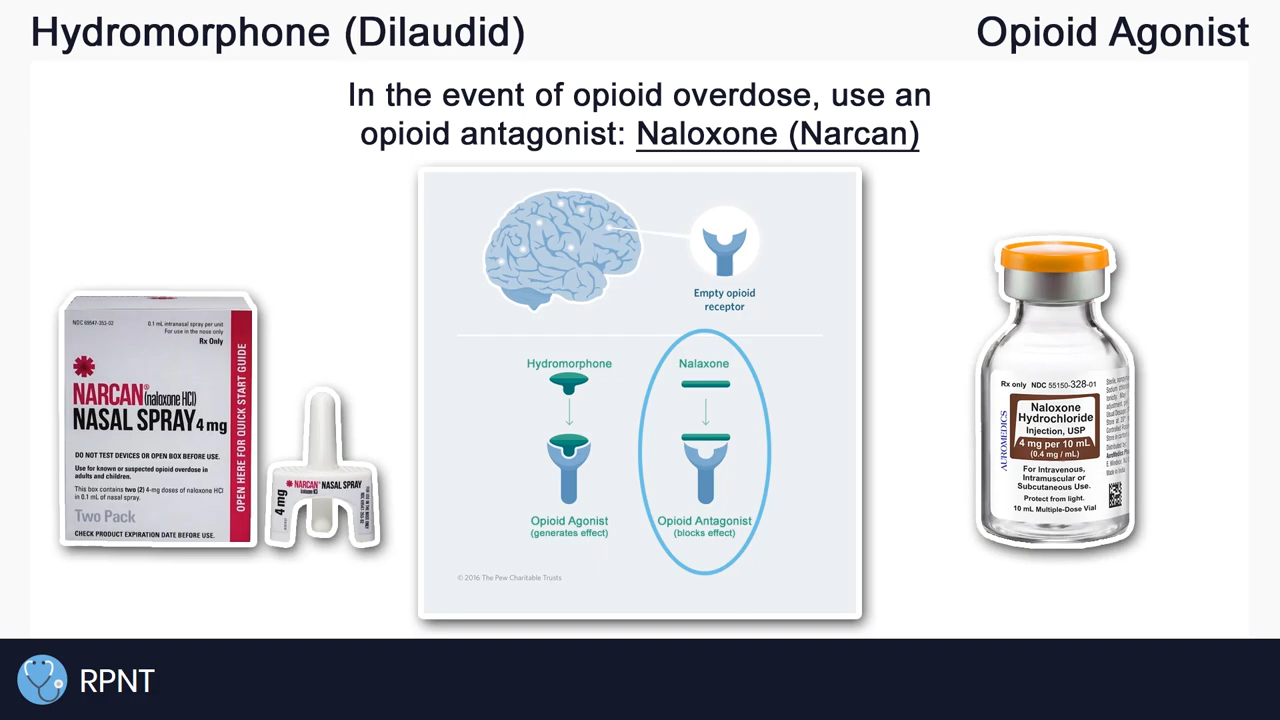 Hydromorphone (Dilaudid)
Opioid Agonist
In the event of opioid overdose, use an
opioid antagonist: Naloxone (Narcan)
Empty opioid
receptor
Hydromorphone
Nalaxone
Opioid Agonist
(generates effect)
Opioid Antagonist
(blocks effect)
© 2016 The Pew Charitable Trusts
NDC 69547-353-02
0.1 mL intranasal spray per unit
For use in the nose only
Rx Only
NARCAN® (naloxone HCl)
NASAL SPRAY 4 mg
DO NOT TEST DEVICES OR OPEN BOX BEFORE USE.
Use for known or suspected opioid overdose in
adults and children.
This box contains two (2) 4-mg doses of naloxone HCl
in 0.1 mL of nasal spray.
Two Pack
CHECK PRODUCT EXPIRATION DATE BEFORE USE.
OPEN HERE FOR QUICK START GUIDE
4 mg
NARCAN NASAL SPRAY
Rx only NDC 55150-328-01
AUROMEDICS
Naloxone
Hydrochloride
Injection, USP
4 mg per 10 mL
(0.4 mg / mL)
For Intravenous,
Intramuscular or
Subcutaneous Use.
Protect from light.
10 mL Multiple-Dose Vial
RPNT